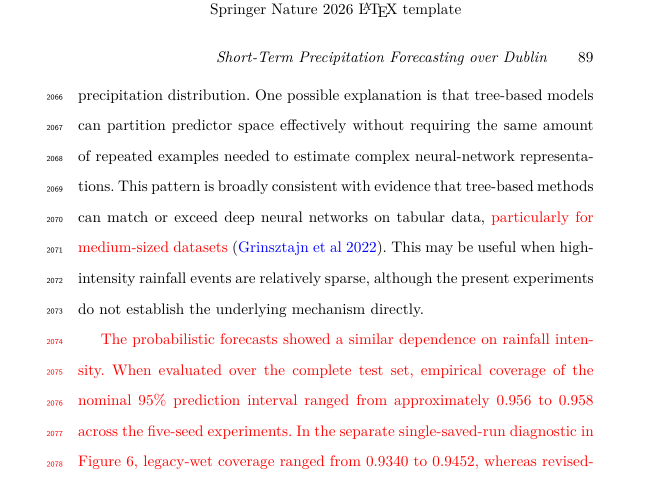 Springer Nature 2026 LATEX template
Short-Term Precipitation Forecasting over Dublin 89
2066 precipitation distribution. One possible explanation is that tree-based models
2067 can partition predictor space effectively without requiring the same amount
2068 of repeated examples needed to estimate complex neural-network representa-
2069 tions. This pattern is broadly consistent with evidence that tree-based methods
2070 can match or exceed deep neural networks on tabular data, particularly for
2071 medium-sized datasets (Grinsztajn et al 2022). This may be useful when high-
2072 intensity rainfall events are relatively sparse, although the present experiments
2073 do not establish the underlying mechanism directly.
2074 The probabilistic forecasts showed a similar dependence on rainfall inten-
2075 sity. When evaluated over the complete test set, empirical coverage of the
2076 nominal 95% prediction interval ranged from approximately 0.956 to 0.958
2077 across the five-seed experiments. In the separate single-saved-run diagnostic in
2078 Figure 6, legacy-wet coverage ranged from 0.9340 to 0.9452, whereas revised-